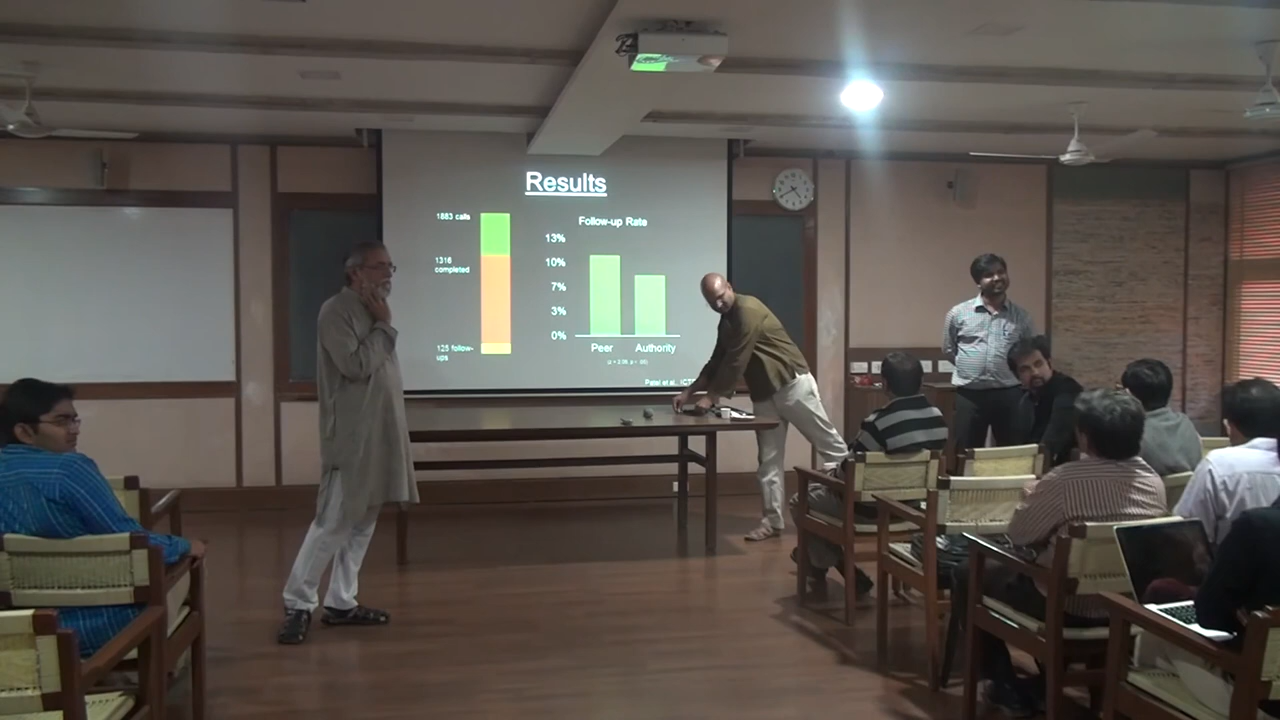 Results
1883 calls
1316
completed
125 follow-
ups
Follow-up Rate
13%
10%
7%
3%
0%
Peer
Authority
Patel et al.,